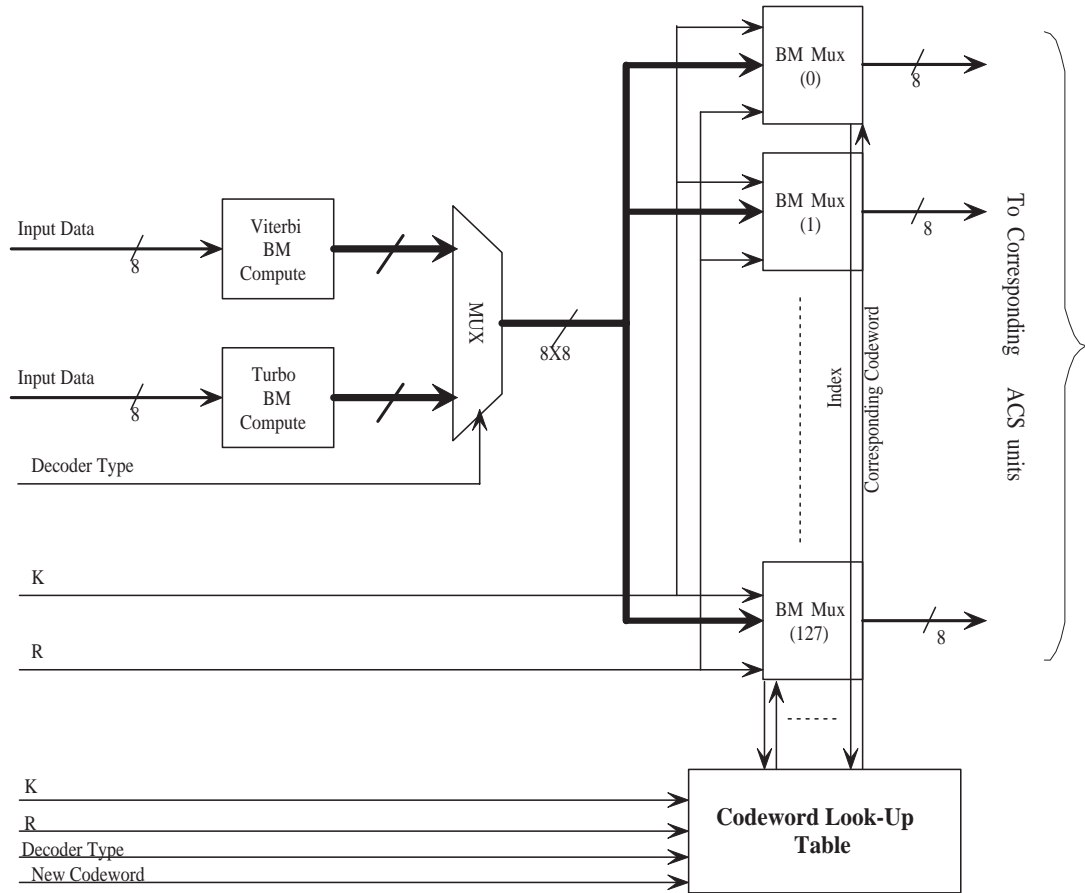 BM Mux
(0)
8
BM Mux
(1)
8
Input Data
8
Viterbi
BM
Compute
MUX
8X8
Input Data
8
Turbo
BM
Compute
Decoder Type
Index
Corresponding Codeword
To Corresponding ACS units
K
R
BM Mux
(127)
8
K
R
Decoder Type
New Codeword
Codeword Look-Up
Table